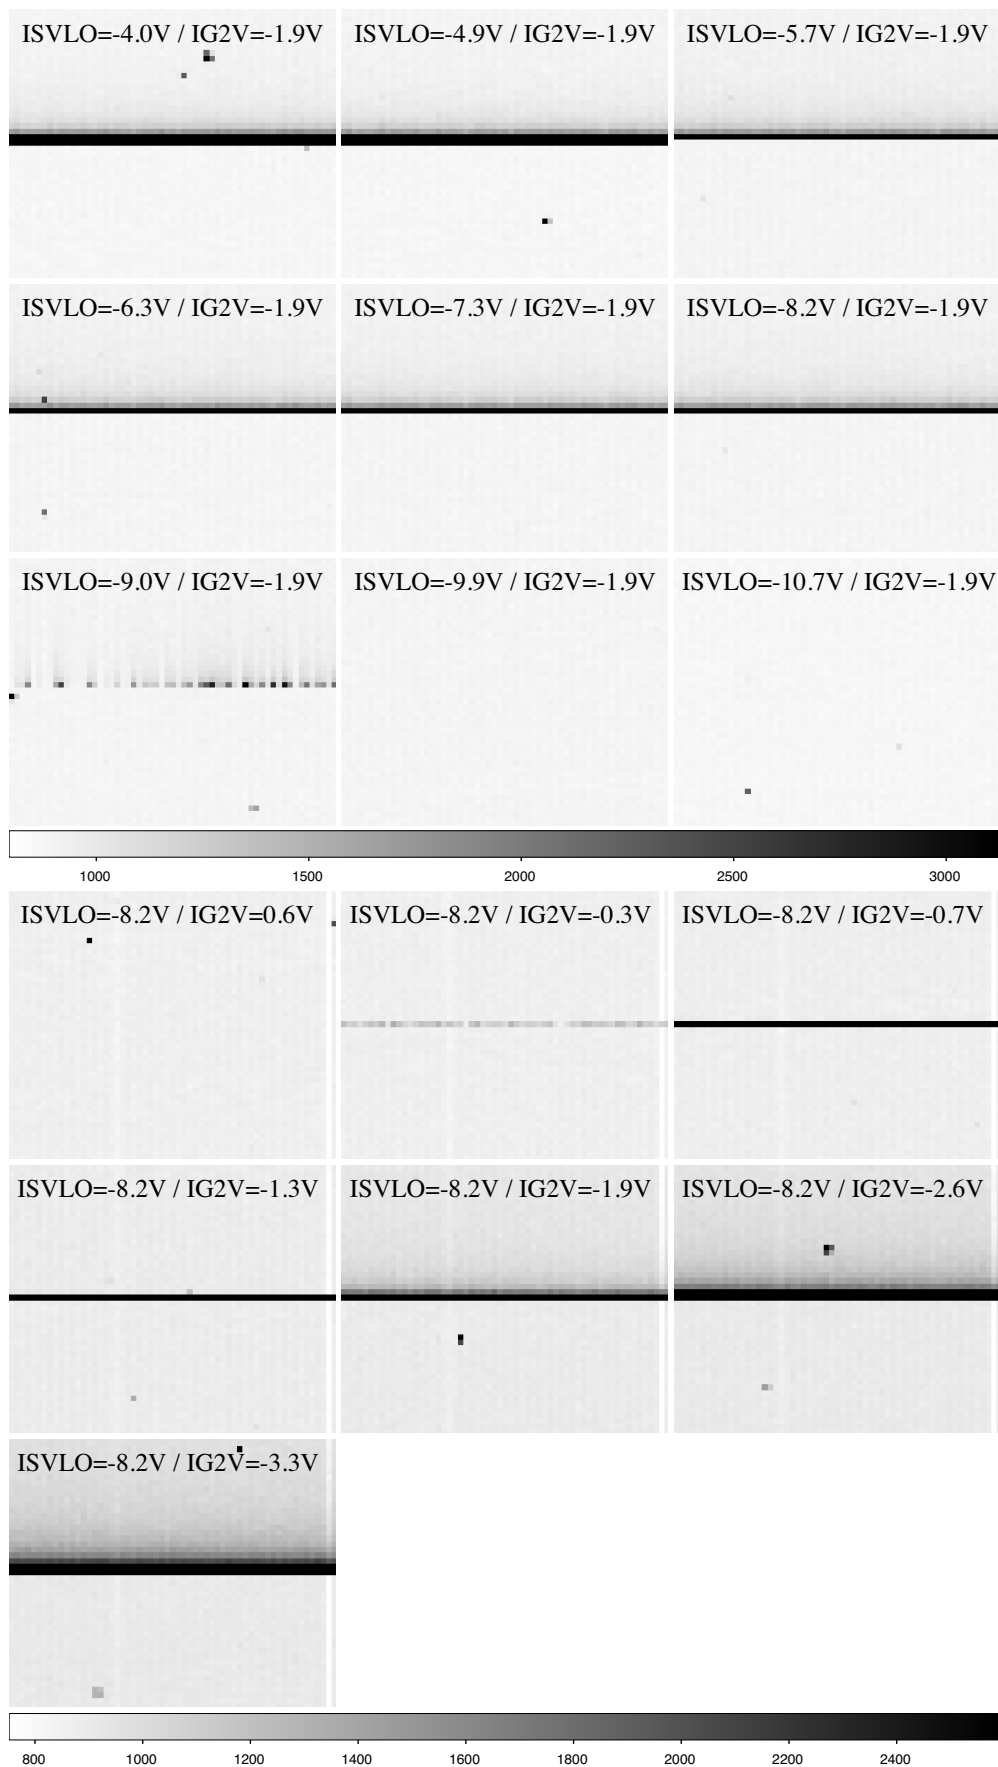 ISVLO=-4.0V / IG2V=-1.9V ISVLO=-4.9V / IG2V=-1.9V ISVLO=-5.7V / IG2V=-1.9V
ISVLO=-6.3V / IG2V=-1.9V ISVLO=-7.3V / IG2V=-1.9V ISVLO=-8.2V / IG2V=-1.9V
ISVLO=-9.0V / IG2V=-1.9V ISVLO=-9.9V / IG2V=-1.9V ISVLO=-10.7V / IG2V=-1.9V
1000 1500 2000 2500 3000
ISVLO=-8.2V / IG2V=0.6V ISVLO=-8.2V / IG2V=-0.3V ISVLO=-8.2V / IG2V=-0.7V
ISVLO=-8.2V / IG2V=-1.3V ISVLO=-8.2V / IG2V=-1.9V ISVLO=-8.2V / IG2V=-2.6V
ISVLO=-8.2V / IG2V=-3.3V
800 1000 1200 1400 1600 1800 2000 2200 2400